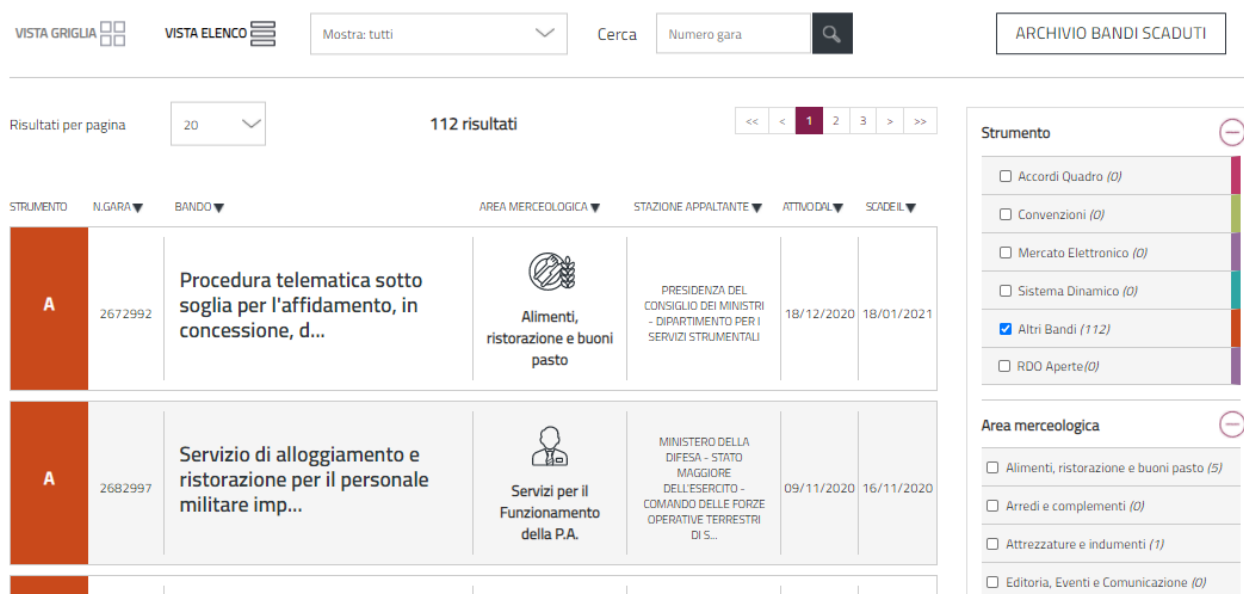 VISTA GRIGLIA
VISTA ELENCO
Mostra: tutti
Cerca
Numero gara
ARCHIVIO BANDI SCADUTI
Risultati per pagina
20
112 risultati
<< < 1 2 3 > >>
STRUMENTO N.GARA▼ BANDO▼ AREA MERCEOLOGICA▼ STAZIONE APPALTANTE▼ ATTIVO DAL▼ SCADE IL▼
A
2672992
Procedura telematica sotto
soglia per l'affidamento, in
concessione, d...
Alimenti,
ristorazione e buoni
pasto
PRESIDENZA DEL
CONSIGLIO DEI MINISTRI
- DIPARTIMENTO PER I
SERVIZI STRUMENTALI
18/12/2020
18/01/2021
A
2682997
Servizio di alloggiamento e
ristorazione per il personale
militare imp...
Servizi per il
Funzionamento
della P.A.
MINISTERO DELLA
DIFESA - STATO
MAGGIORE
DELL'ESERCITO -
COMANDO DELLE FORZE
OPERATIVE TERRESTRI
DI S...
09/11/2020
16/11/2020
Strumento
Accordi Quadro (0)
Convenzioni (0)
Mercato Elettronico (0)
Sistema Dinamico (0)
Altri Bandi (112)
RDO Aperte(0)
Area merceologica
Alimenti, ristorazione e buoni pasto (5)
Arredi e complementi (0)
Attrezzature e indumenti (1)
Editoria, Eventi e Comunicazione (0)